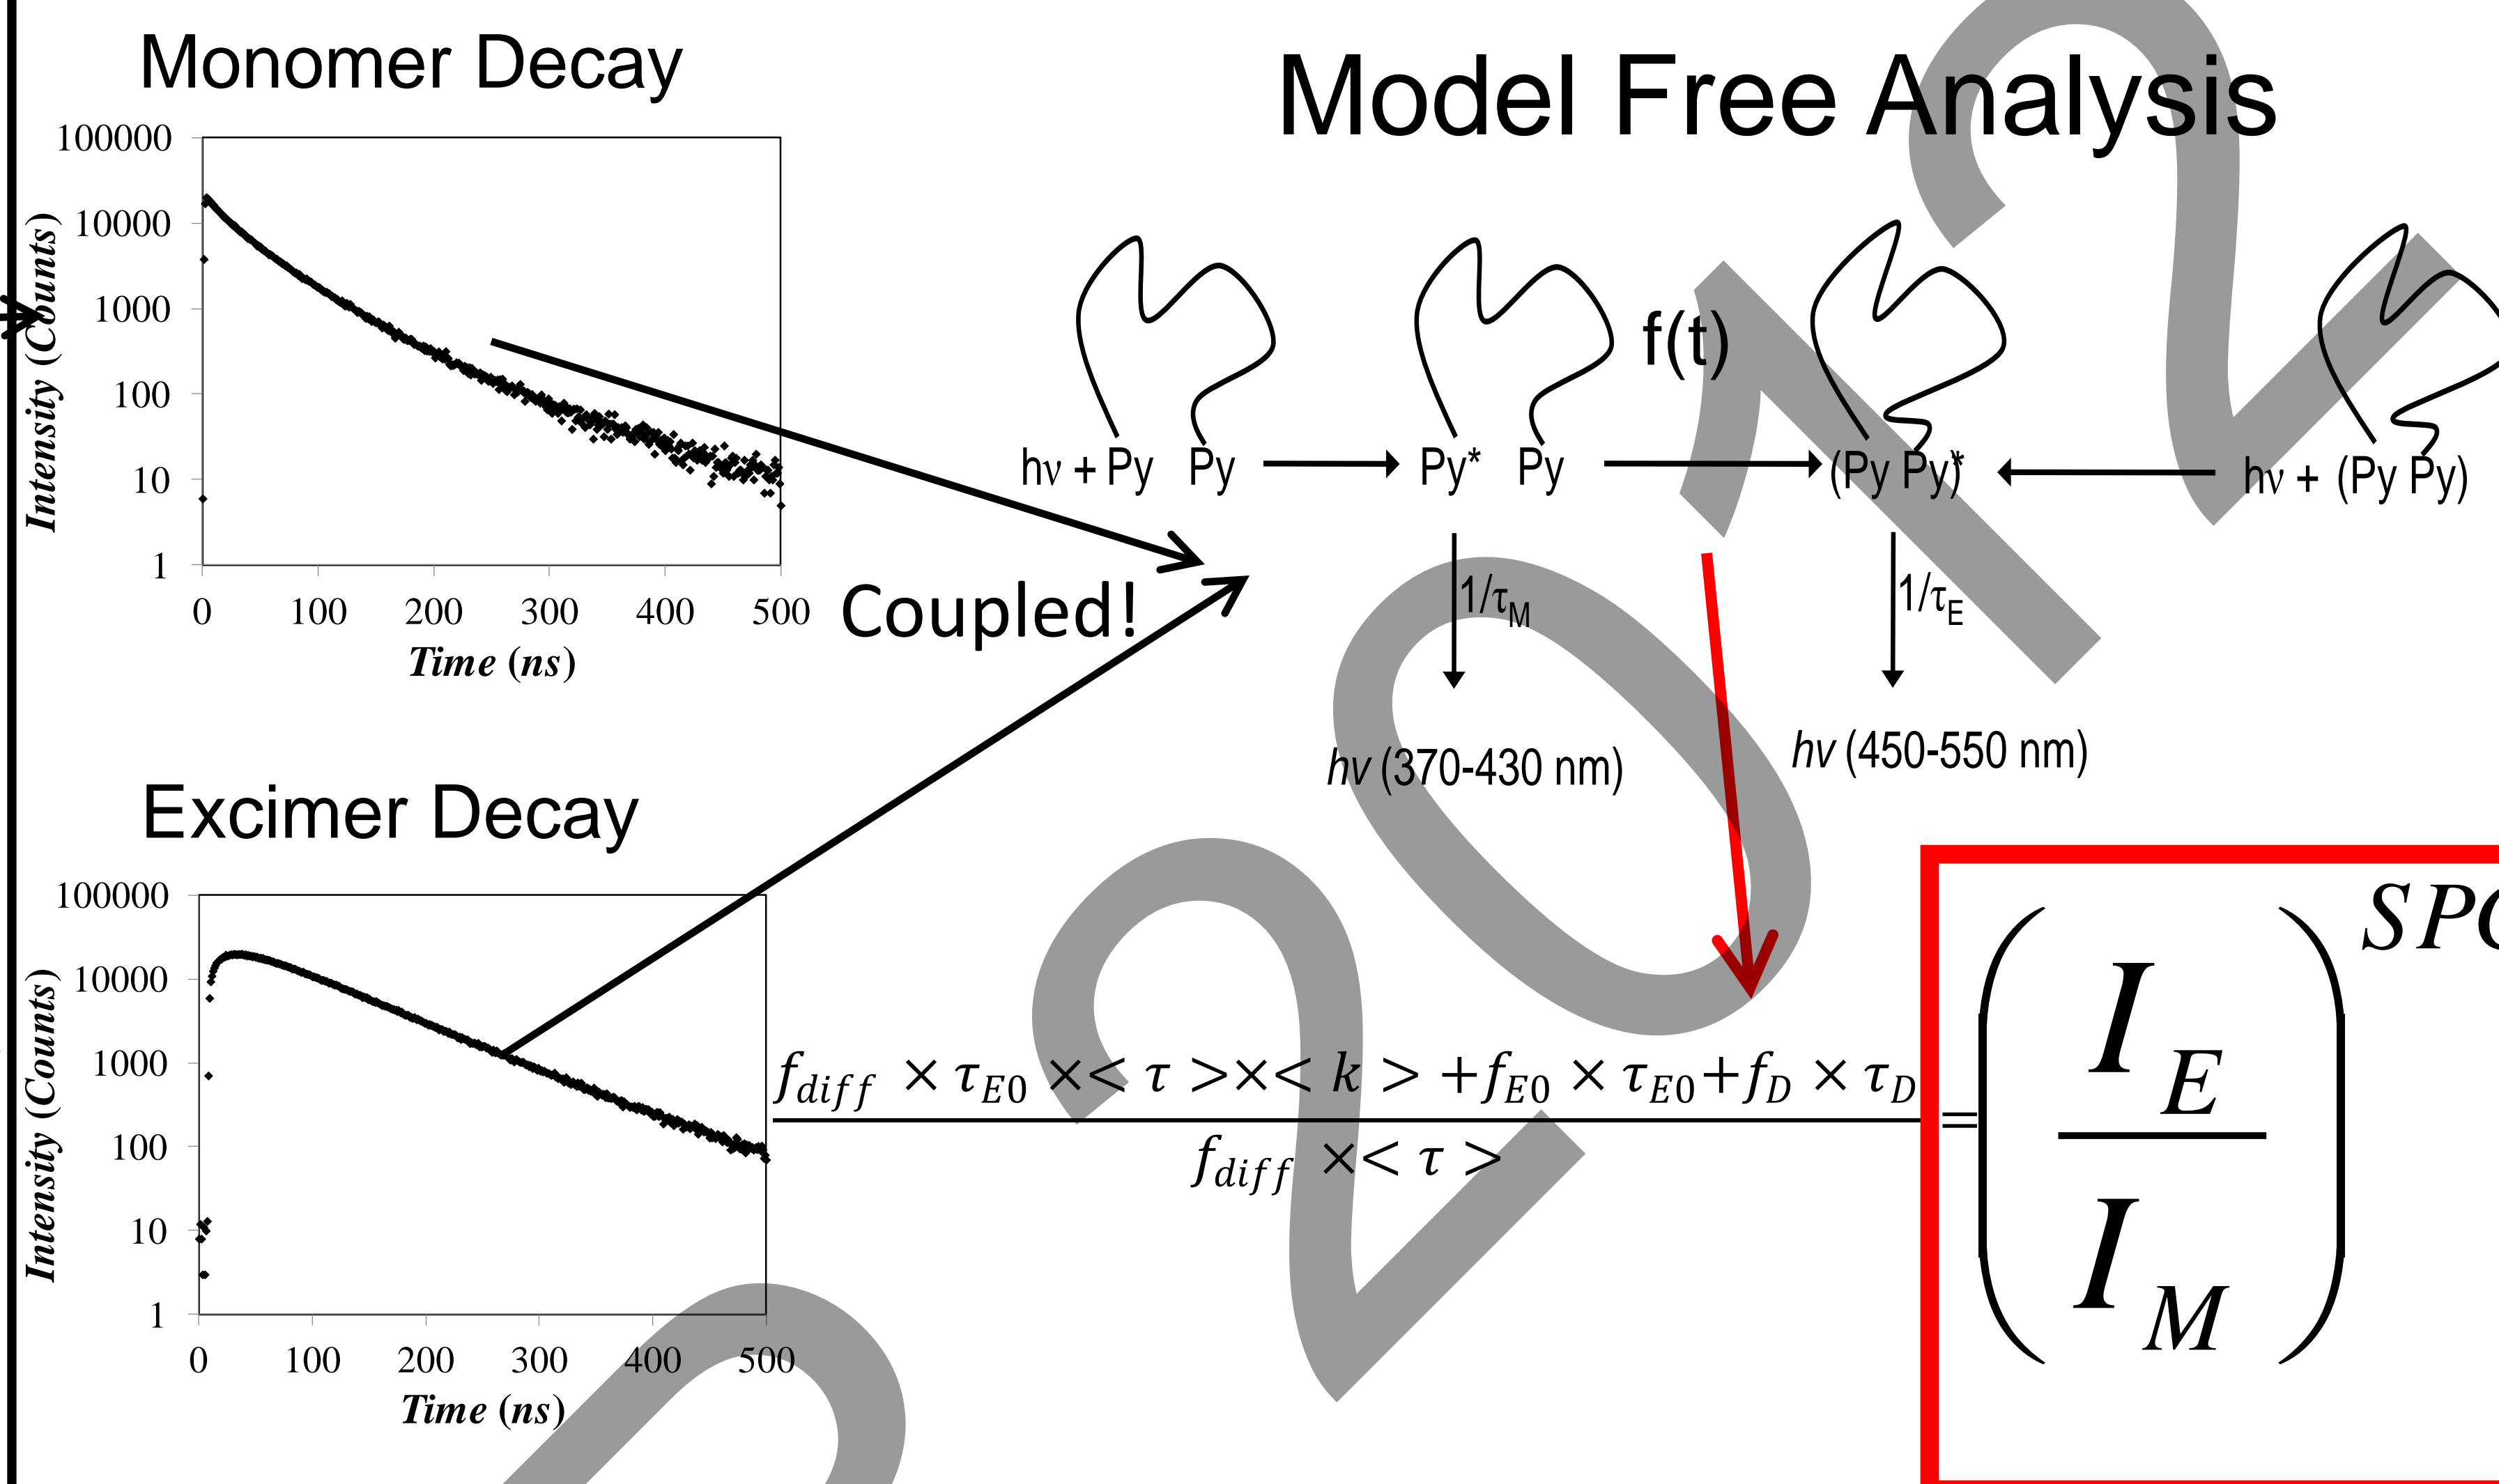 Monomer Decay
100000
10000
1000
100
10
1
Intensity (Counts)
0 100 200 300 400 500
Time (ns)
Model Free Analysis
f(t)
hν + Py Py
Py* Py
(Py Py)*
hν + (Py Py)
1/τM
1/τE
hν (370-430 nm)
hν (450-550 nm)
Coupled!
Excimer Decay
100000
10000
1000
100
10
1
Intensity (Counts)
0 100 200 300 400 500
Time (ns)
f_diff × τ_E0 ×< τ >×< k > +f_E0 × τ_E0+f_D × τ_D
f_diff ×< τ >
=
(I_E / I_M)